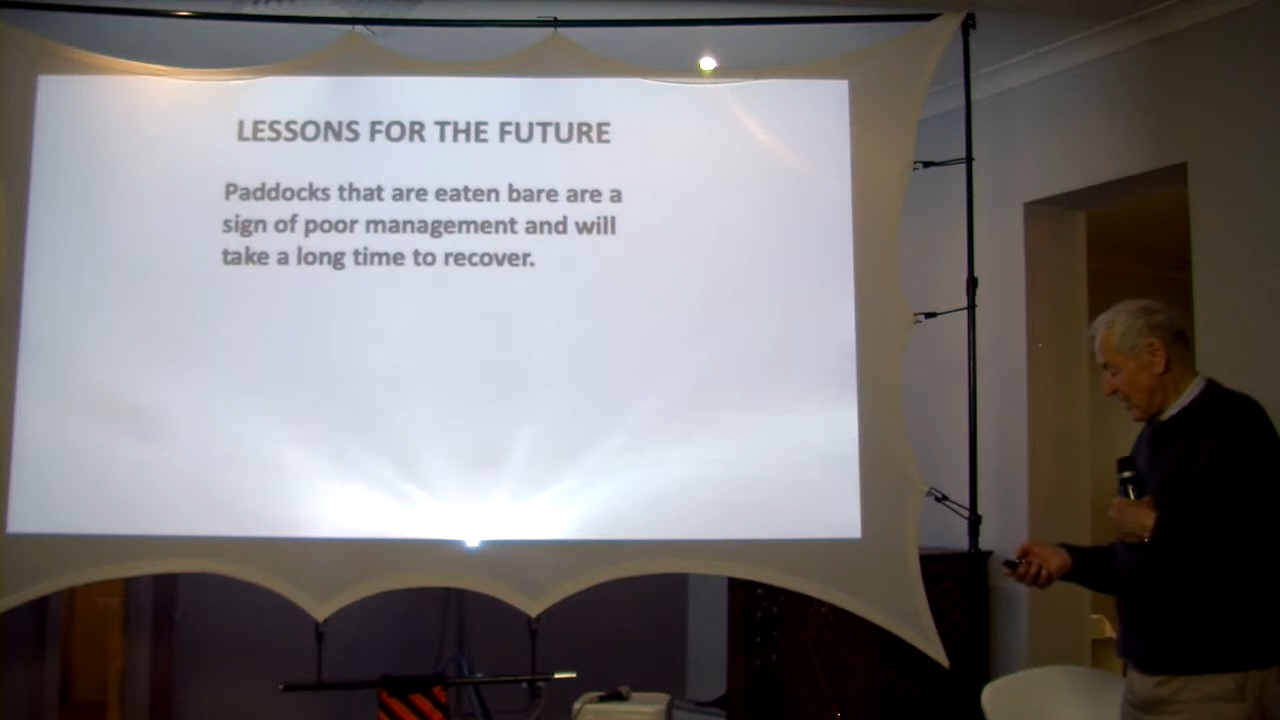 LESSONS FOR THE FUTURE
Paddocks that are eaten bare are a
sign of poor management and will
take a long time to recover.